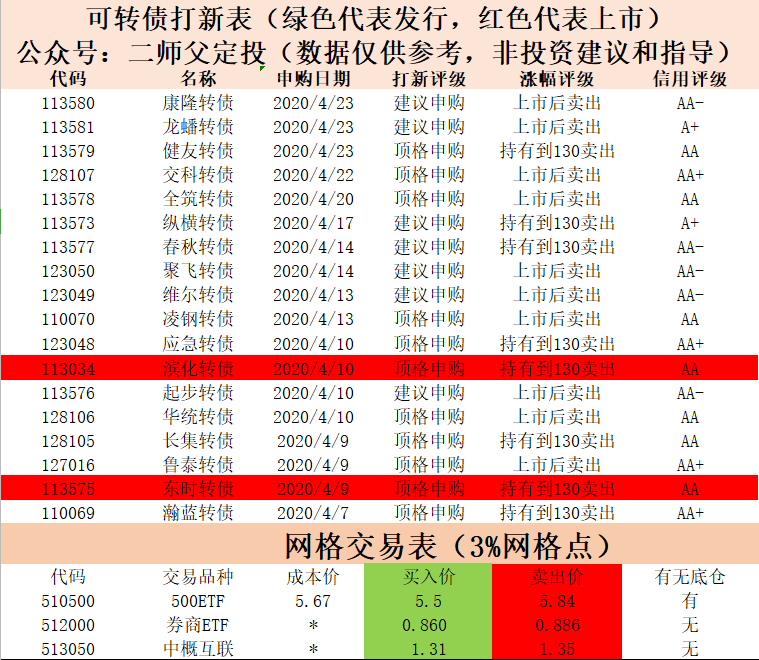 可转债打新表（绿色代表发行，红色代表上市）
公众号：二师父定投（数据仅供参考，非投资建议和指导）
代码 名称 申购日期 打新评级 涨幅评级 信用评级
113580 康隆转债 2020/4/23 建议申购 上市后卖出 AA-
113581 龙蟠转债 2020/4/23 建议申购 上市后卖出 A+
113579 健友转债 2020/4/23 顶格申购 持有到130卖出 AA
128107 交科转债 2020/4/22 顶格申购 上市后卖出 AA+
113578 全筑转债 2020/4/20 顶格申购 上市后卖出 AA
113573 纵横转债 2020/4/17 建议申购 持有到130卖出 A+
113577 春秋转债 2020/4/14 建议申购 持有到130卖出 AA-
123050 聚飞转债 2020/4/14 建议申购 上市后卖出 AA-
123049 维尔转债 2020/4/13 建议申购 上市后卖出 AA-
110070 凌钢转债 2020/4/13 顶格申购 上市后卖出 AA
123048 应急转债 2020/4/10 顶格申购 持有到130卖出 AA+
113034 滨化转债 2020/4/10 顶格申购 持有到130卖出 AA
113576 起步转债 2020/4/10 建议申购 上市后卖出 AA-
128106 华统转债 2020/4/10 顶格申购 上市后卖出 AA
128105 长集转债 2020/4/9 顶格申购 持有到130卖出 AA
127016 鲁泰转债 2020/4/9 顶格申购 上市后卖出 AA+
113575 东时转债 2020/4/9 顶格申购 持有到130卖出 AA
110069 瀚蓝转债 2020/4/7 顶格申购 持有到130卖出 AA+
网格交易表（3%网格点）
代码 交易品种 成本价 买入价 卖出价 有无底仓
510500 500ETF 5.67 5.5 5.84 有
512000 券商ETF * 0.860 0.886 无
513050 中概互联 * 1.31 1.35 无